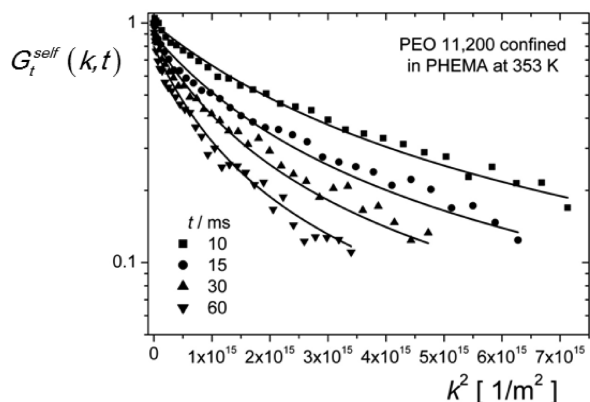 1
G_t^self (k,t)
PEO 11,200 confined
in PHEMA at 353 K
t / ms
10
15
30
60
0.1
0 1x10^15 2x10^15 3x10^15 4x10^15 5x10^15 6x10^15 7x10^15
k^2 [ 1/m^2 ]